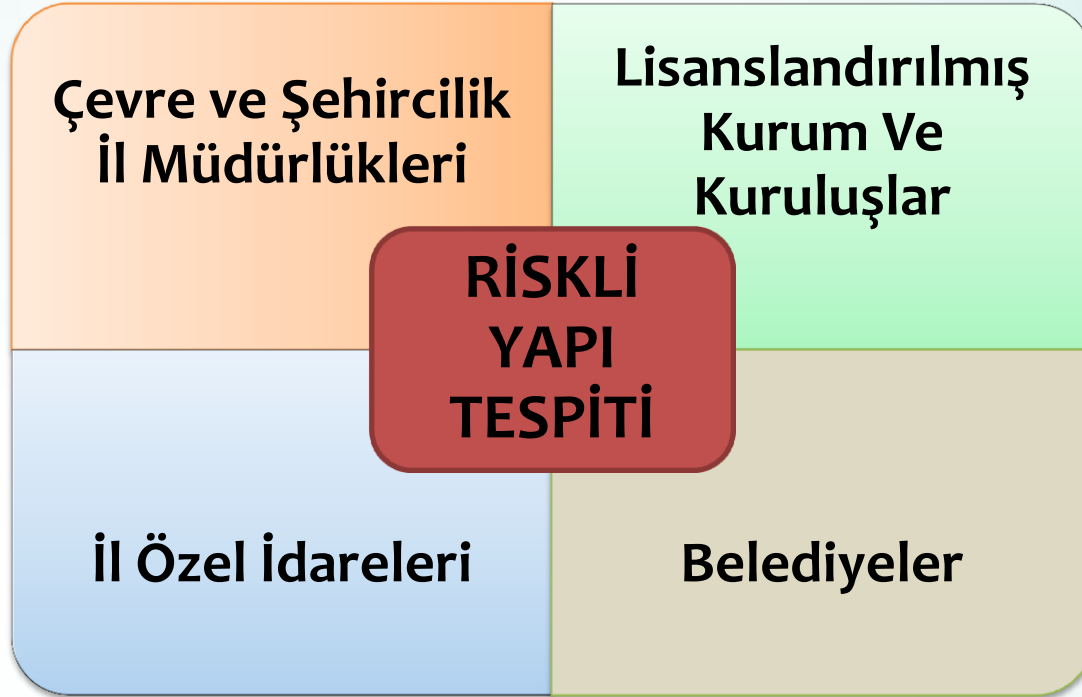 Çevre ve Şehircilik
İl Müdürlükleri
Lisanslandırılmış
Kurum Ve
Kuruluşlar
RİSKLİ
YAPI
TESPİTİ
İl Özel İdareleri
Belediyeler